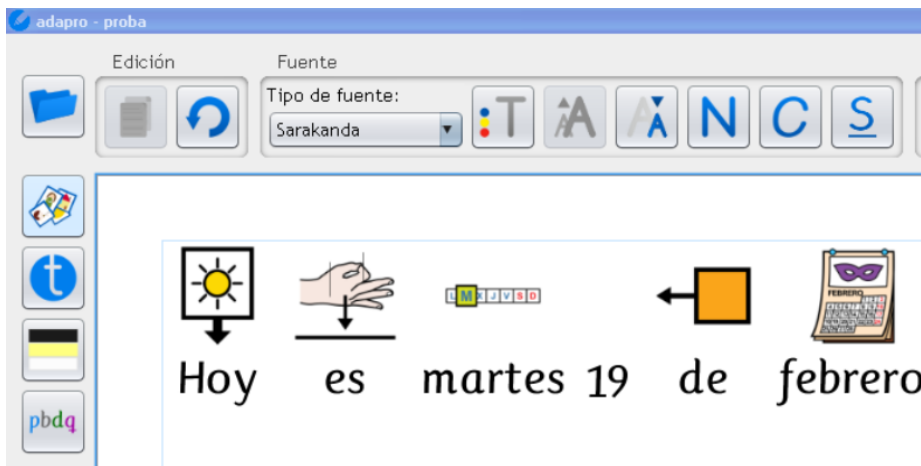 adapro - proba
Edición Fuente
Tipo de fuente:
Sarakanda T A A N C S
L M X J V S D
FEBRERO
Hoy es martes 19 de febrero
t
pbdq